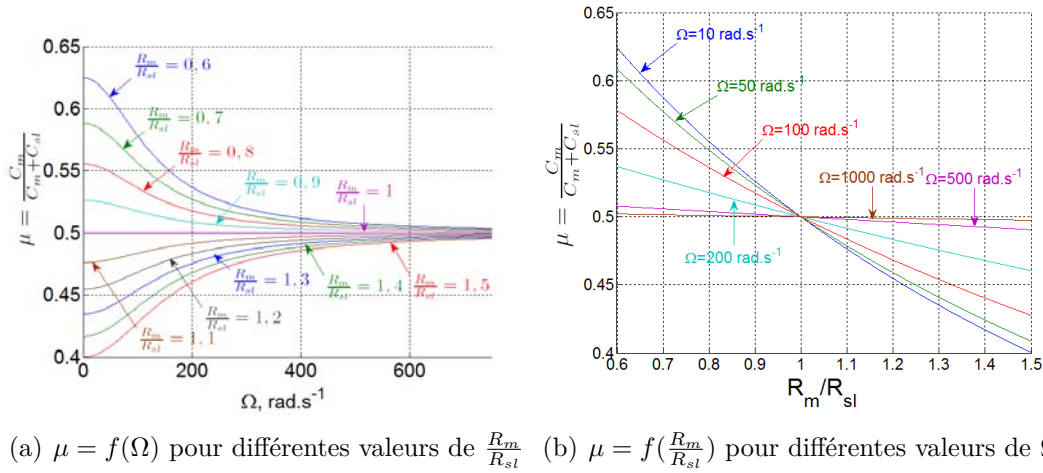 0.65
0.6
0.55
0.5
0.45
0.4
μ = C_m / (C_m + C_sl)
R_m/R_sl = 0,6
R_m/R_sl = 0,7
R_m/R_sl = 0,8
R_m/R_sl = 0,9
R_m/R_sl = 1
R_m/R_sl = 1,3
R_m/R_sl = 1,4
R_m/R_sl = 1,5
R_m/R_sl = 1,2
R_m/R_sl = 1,1
0 200 400 600
Ω, rad.s⁻¹
0.65
0.6
0.55
0.5
0.45
0.4
μ = C_m / (C_m + C_sl)
Ω=10 rad.s⁻¹
Ω=50 rad.s⁻¹
Ω=100 rad.s⁻¹
Ω=1000 rad.s⁻¹
Ω=500 rad.s⁻¹
Ω=200 rad.s⁻¹
0.6 0.7 0.8 0.9 1 1.1 1.2 1.3 1.4 1.5
R_m/R_sl
(a) μ = f(Ω) pour différentes valeurs de R_m/R_sl
(b) μ = f(R_m/R_sl) pour différentes valeurs de